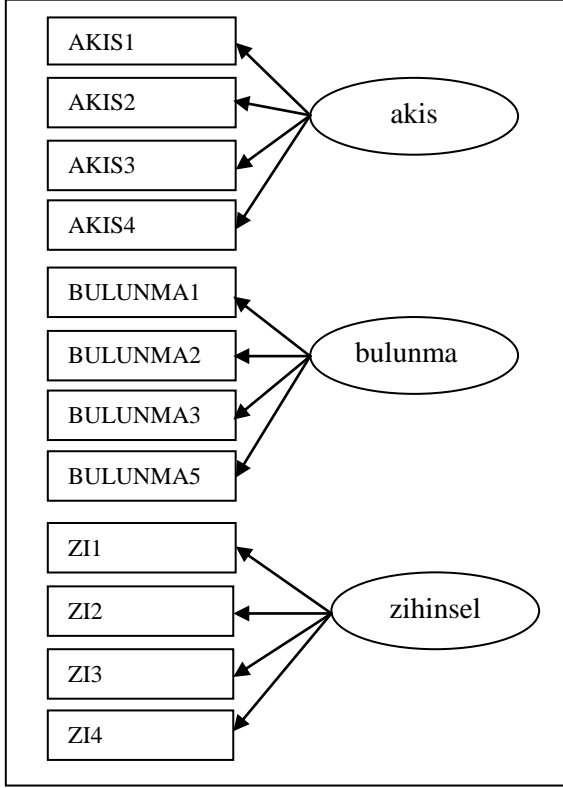 AKIS1
AKIS2
AKIS3
AKIS4
akis
BULUNMA1
BULUNMA2
BULUNMA3
BULUNMA5
bulunma
ZI1
ZI2
ZI3
ZI4
zihinsel